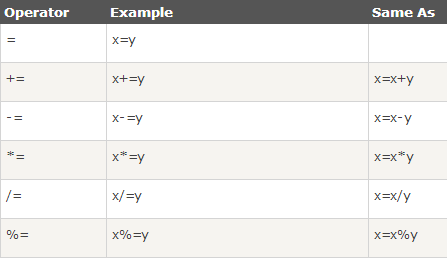 Operator Example Same As
= x=y
+= x+=y x=x+y
-= x-=y x=x-y
*= x*=y x=x*y
/= x/=y x=x/y
%= x%=y x=x%y